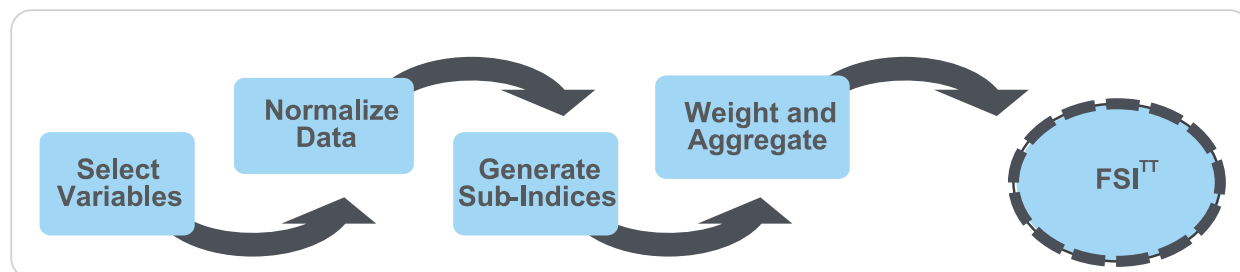 Select
Variables
Normalize
Data
Generate
Sub-Indices
Weight and
Aggregate
FSI^TT